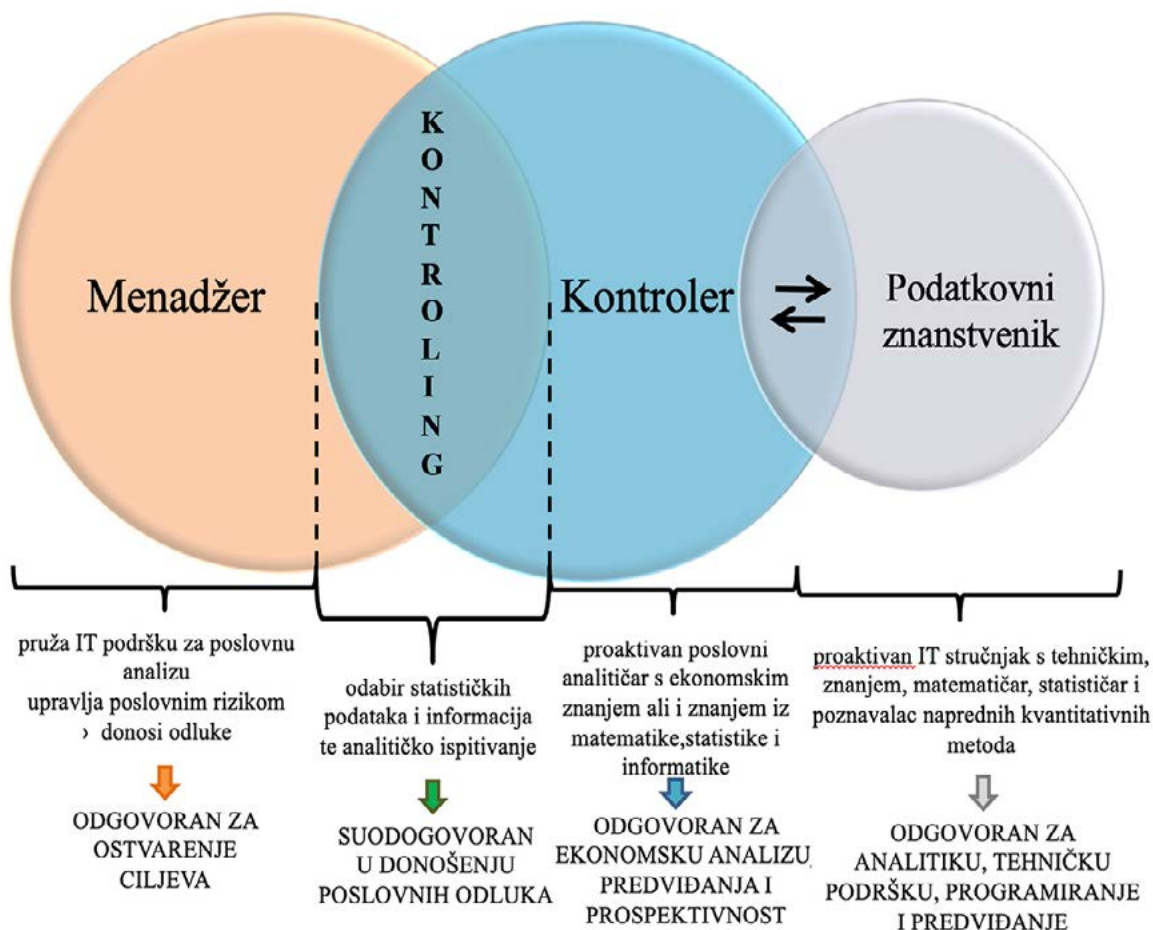 Menadžer
KONTROLING
Kontroler
Podatkovni
znanstvenik
pruža IT podršku za poslovnu
analizu
upravlja poslovnim rizikom
› donosi odluke
ODGOVORAN ZA
OSTVARENJE
CILJEVA
odabir statističkih
podataka i informacija
te analitičko ispitivanje
SUODGOVORAN
U DONOŠENJU
POSLOVNIH ODLUKA
proaktivan poslovni
analitičar s ekonomskim
znanjem ali i znanjem iz
matematike,statistike i
informatike
ODGOVORAN ZA
EKONOMSKU ANALIZU,
PREDVIĐANJA I
PROSPEKTIVNOST
proaktivan IT stručnjak s tehničkim,
znanjem, matematičar, statističar i
poznavalac naprednih kvantitativnih
metoda
ODGOVORAN ZA
ANALITIKU, TEHNIČKU
PODRŠKU, PROGRAMIRANJE
I PREDVIĐANJE